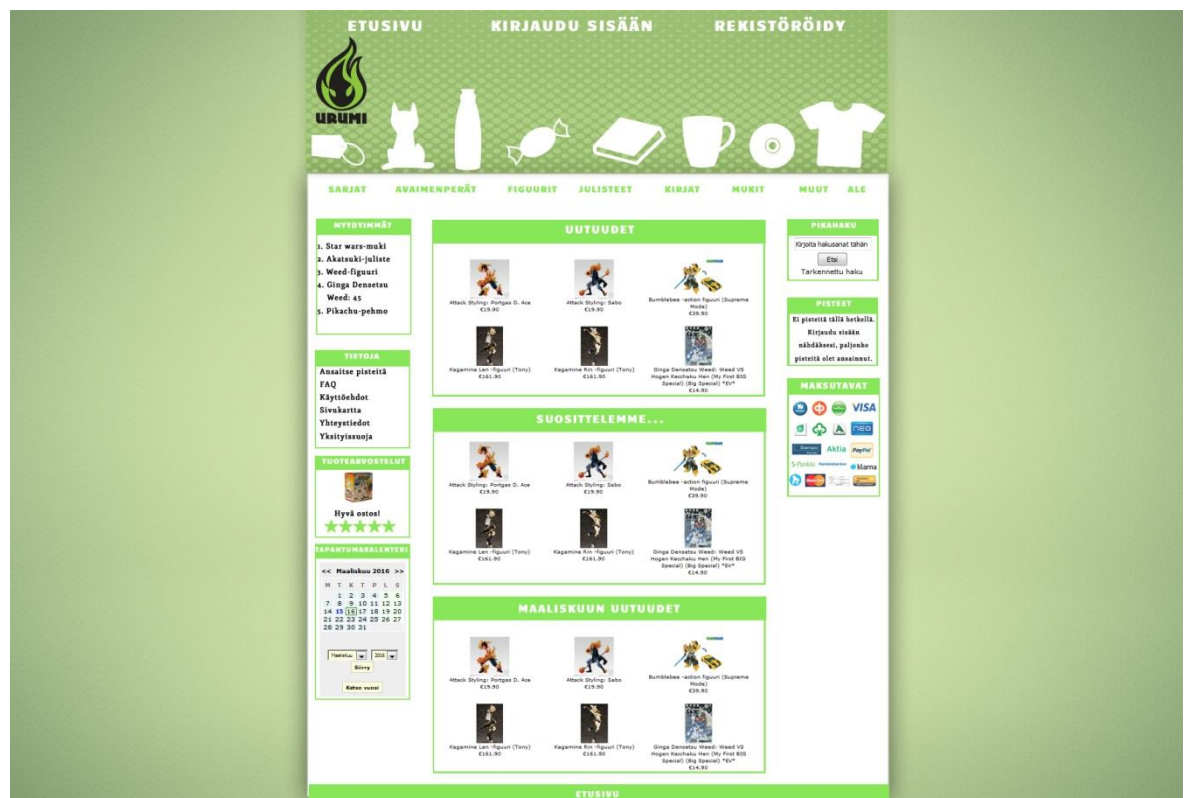 ETUSIVU KIRJAUDU SISÄÄN REKISTÖRÖIDY
URUMI
SARJAT AVAIMENPERÄT FIGUURIT JULISTEET KIRJAT MUKIT MUUT ALE
MYYDYIMMÄT
1. Star wars-muki
2. Akatsuki-juliste
3. Weed-figuuri
4. Ginga Densetsu
Weed: 45
5. Pikachu-pehmo
TIETOJA
Ansaitse pisteitä
FAQ
Käyttöehdot
Sivukartta
Yhteystiedot
Yksityissuoja
TUOTEARVOSTELUT
Hyvä ostos!
TAPAHTUMAKALENTERI
<< Maaliskuu 2016 >>
M T K T P L S
1 2 3 4 5 6
7 8 9 10 11 12 13
14 15 16 17 18 19 20
21 22 23 24 25 26 27
28 29 30 31
Maaliskuu 2016
Siirry
Katso vuosi
UUTUUDET
Attack Styling: Portgas D. Ace
€19.90
Attack Styling: Sabo
€19.90
Bumblebee -action figuuri (Supreme
Mode)
€39.90
Kagamine Len -figuuri (Tony)
€161.90
Kagamine Rin -figuuri (Tony)
€161.90
Ginga Densetsu Weed: Weed VS
Hogen Kacchaku Hen (My First BIG
Special) (Big Special) *EV*
€14.90
SUOSITTELEMME...
Attack Styling: Portgas D. Ace
€19.90
Attack Styling: Sabo
€19.90
Bumblebee -action figuuri (Supreme
Mode)
€39.90
Kagamine Len -figuuri (Tony)
€161.90
Kagamine Rin -figuuri (Tony)
€161.90
Ginga Densetsu Weed: Weed VS
Hogen Kacchaku Hen (My First BIG
Special) (Big Special) *EV*
€14.90
MAALISKUUN UUTUUDET
Attack Styling: Portgas D. Ace
€19.90
Attack Styling: Sabo
€19.90
Bumblebee -action figuuri (Supreme
Mode)
€39.90
Kagamine Len -figuuri (Tony)
€161.90
Kagamine Rin -figuuri (Tony)
€161.90
Ginga Densetsu Weed: Weed VS
Hogen Kacchaku Hen (My First BIG
Special) (Big Special) *EV*
€14.90
PIKAHAKU
Kirjoita hakusanat tähän
Etsi
Tarkennettu haku
PISTEET
Ei pisteitä tällä hetkellä.
Kirjaudu sisään
nähdäksesi, paljonko
pisteitä olet ansainnut.
MAKSUTAVAT
VISA
neo
Aktia PayPal
S-Pankki Handelsbanken klarna
ETUSIVU